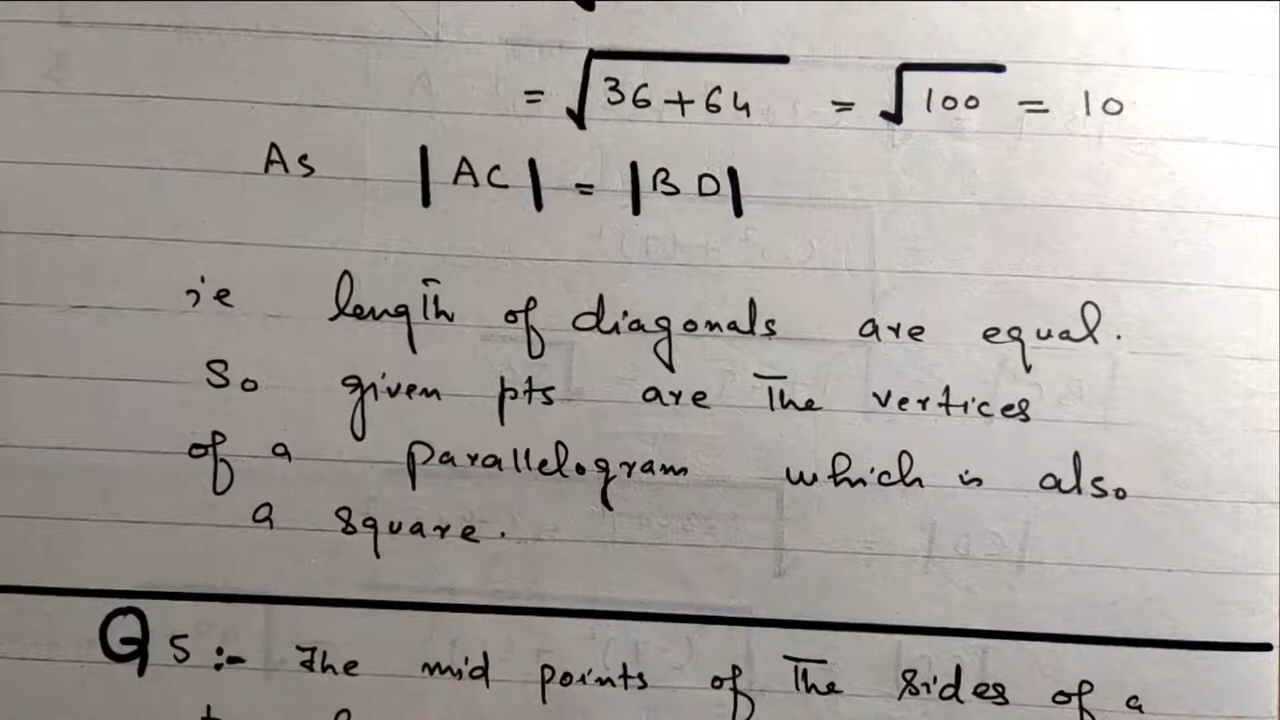 = √36+64 = √100 = 10
As |AC| = |BD|
ie length of diagonals are equal.
So given pts are the vertices
of a parallelogram which is also
a square.
Q5:- The mid points of the sides of a